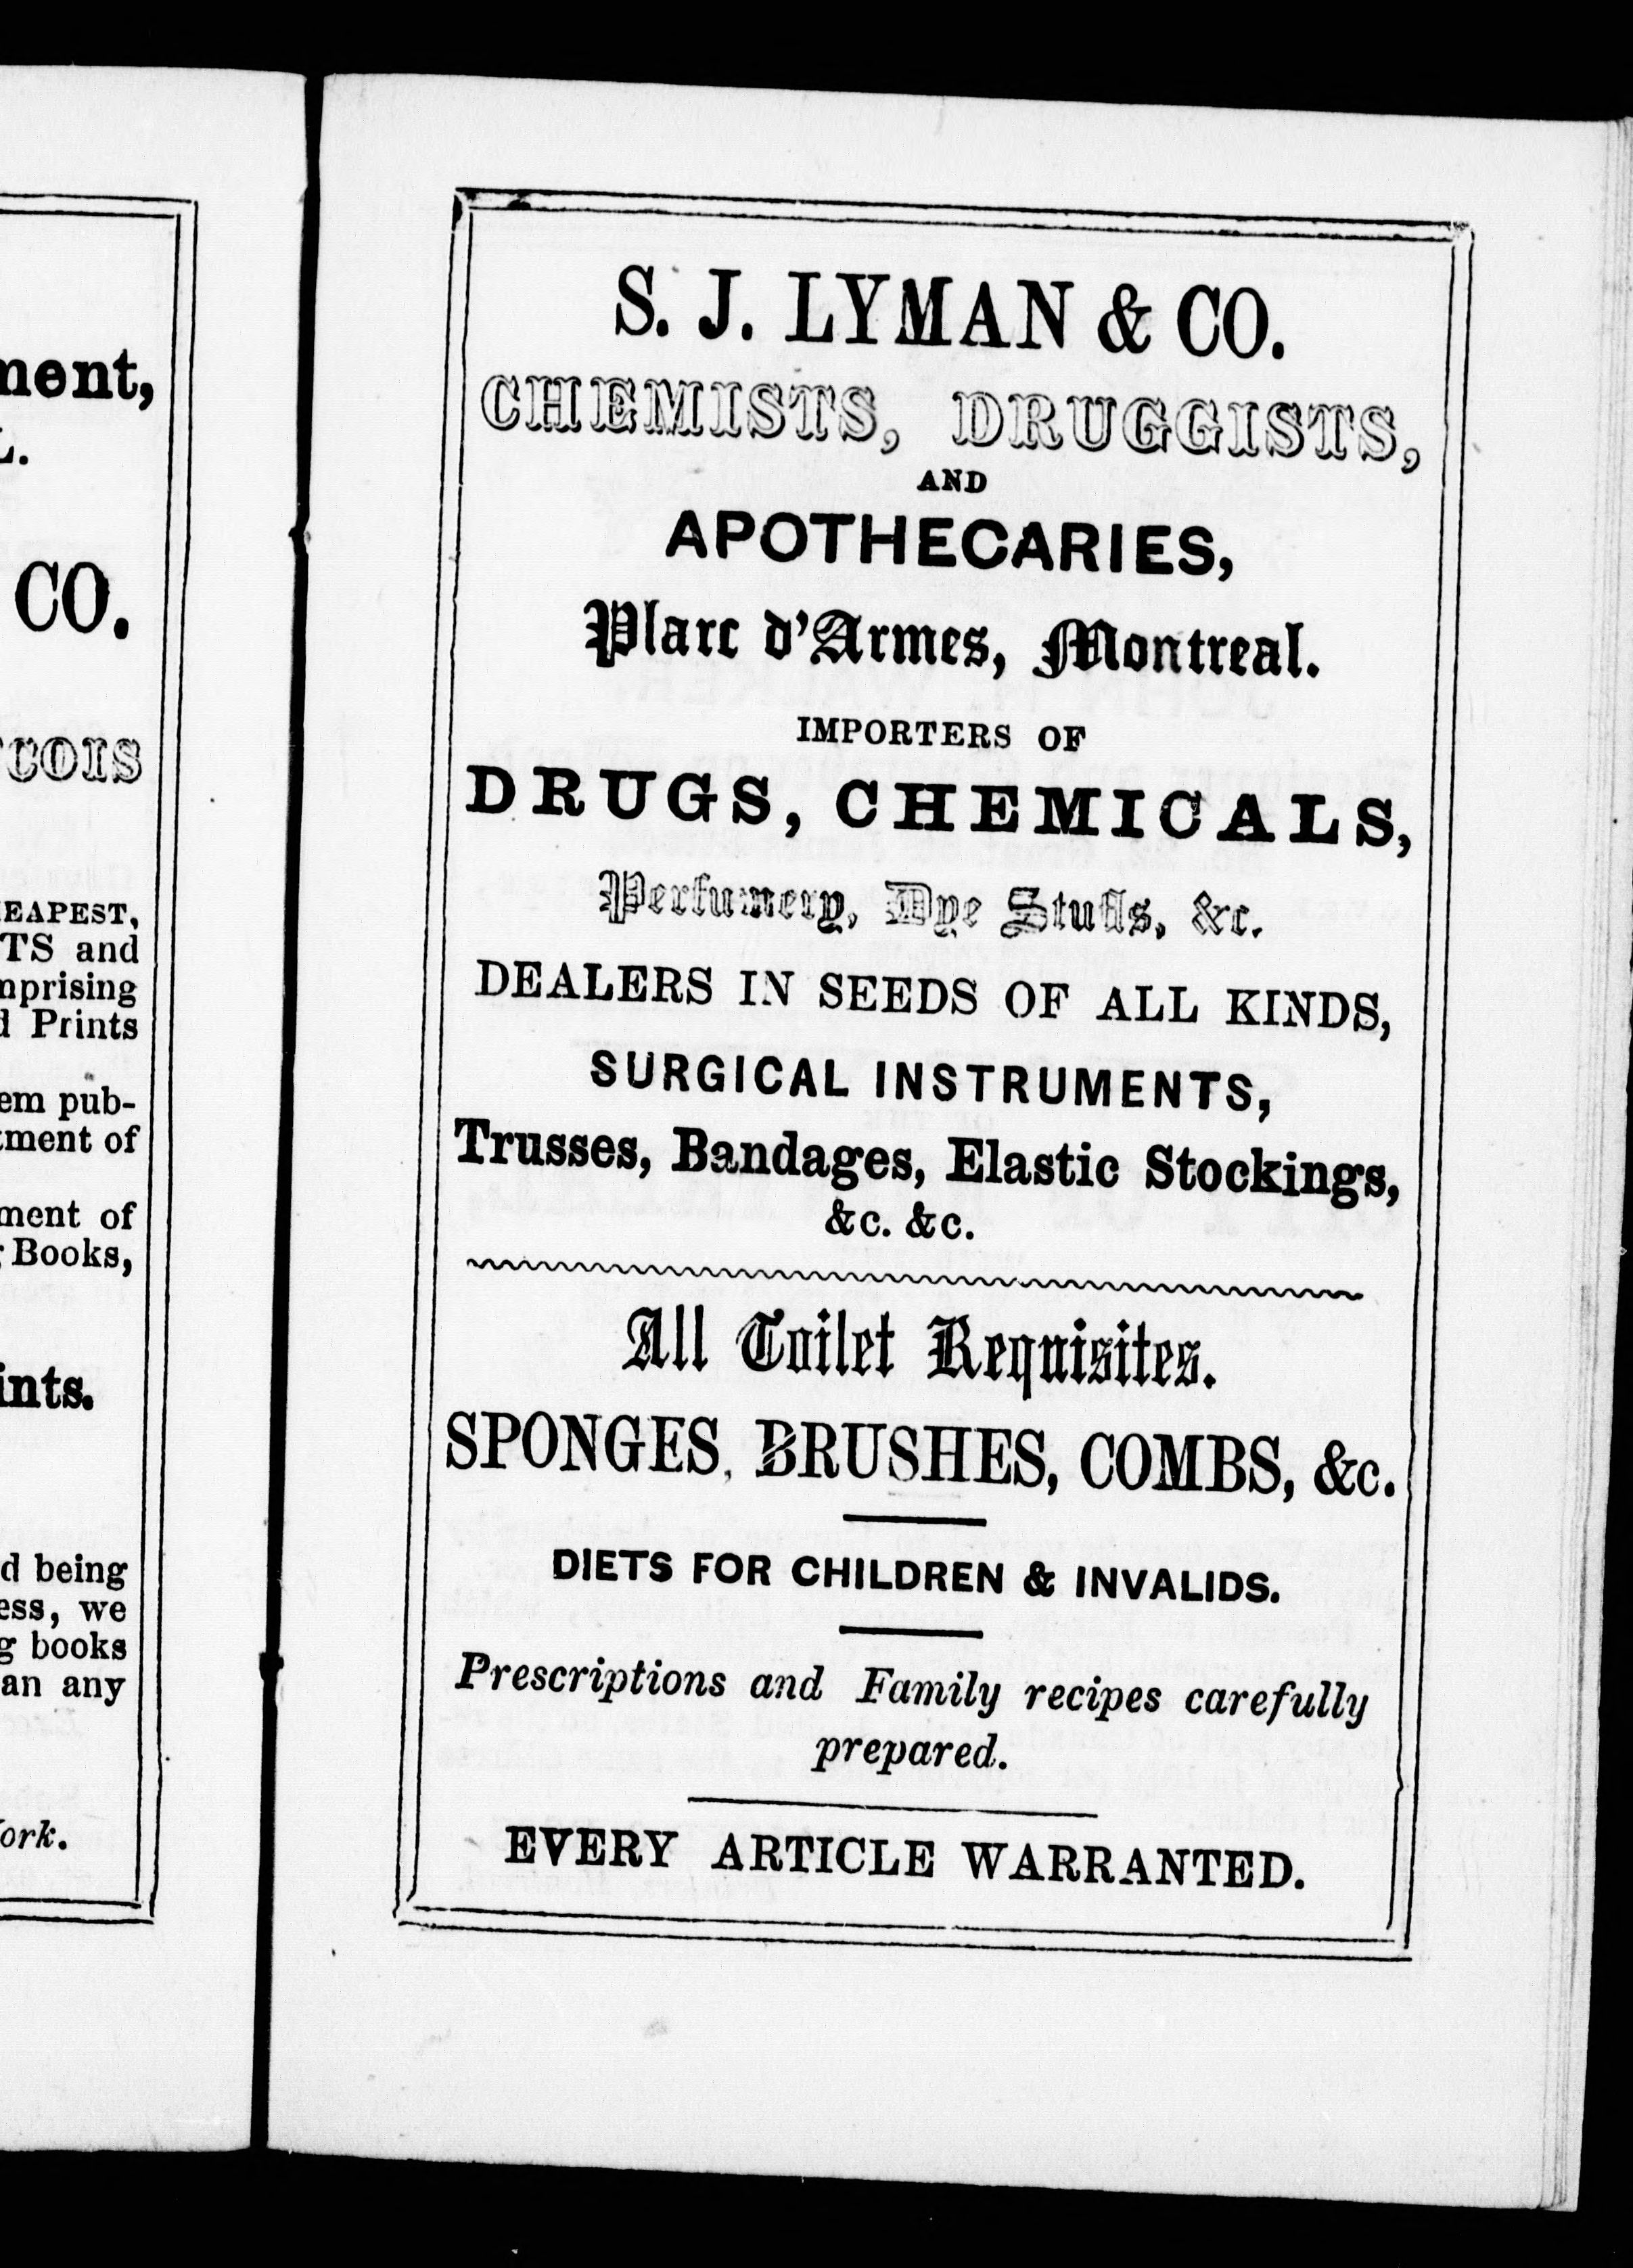 ment,
L.
CO.
COIS
EAPEST,
TS and
mprising
d Prints
em pub-
tment of
ment of
Books,
ints.
d being
ess, we
g books
an any
ork.
S. J. LYMAN & CO.
CHEMISTS, DRUGGISTS,
AND
APOTHECARIES,
Place d'Armes, Montreal.
IMPORTERS OF
DRUGS, CHEMICALS,
Perfumery, Dye Stuffs, &c.
DEALERS IN SEEDS OF ALL KINDS,
SURGICAL INSTRUMENTS,
Trusses, Bandages, Elastic Stockings,
&c. &c.
All Toilet Requisites.
SPONGES, BRUSHES, COMBS, &c.
DIETS FOR CHILDREN & INVALIDS.
Prescriptions and Family recipes carefully
prepared.
EVERY ARTICLE WARRANTED.